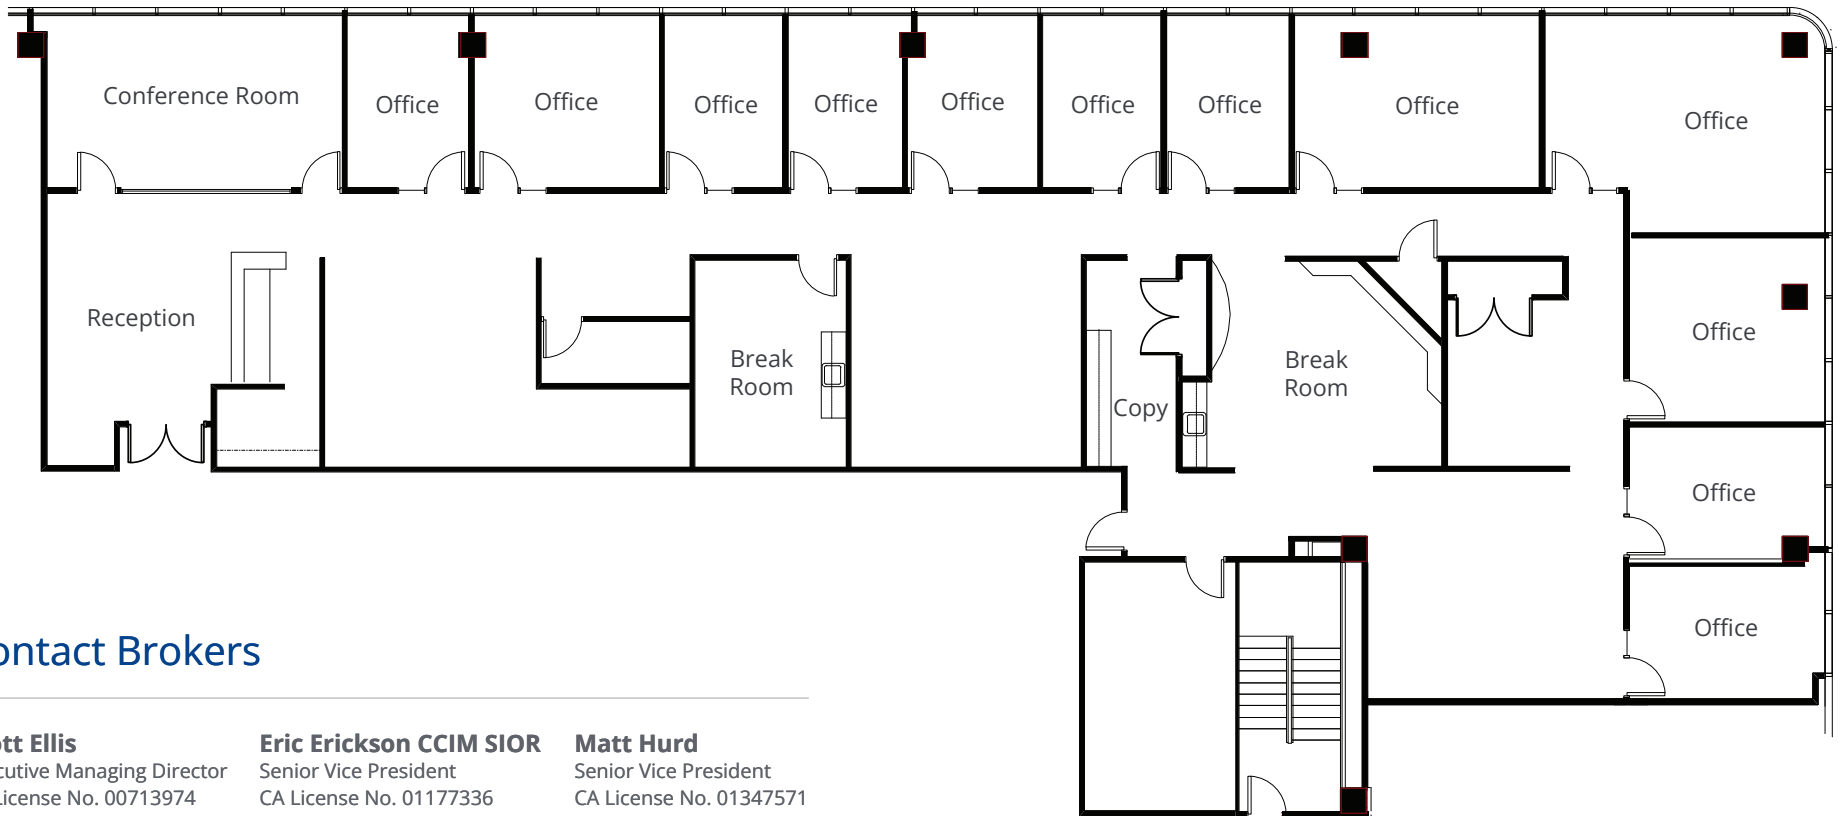 Conference Room
Office
Office
Office
Office
Office
Office
Office
Office
Office
Reception
Break
Room
Copy
Break
Room
Office
Office
Office
ontact Brokers
tt Ellis
cutive Managing Director
License No. 00713974
Eric Erickson CCIM SIOR
Senior Vice President
CA License No. 01177336
Matt Hurd
Senior Vice President
CA License No. 01347571